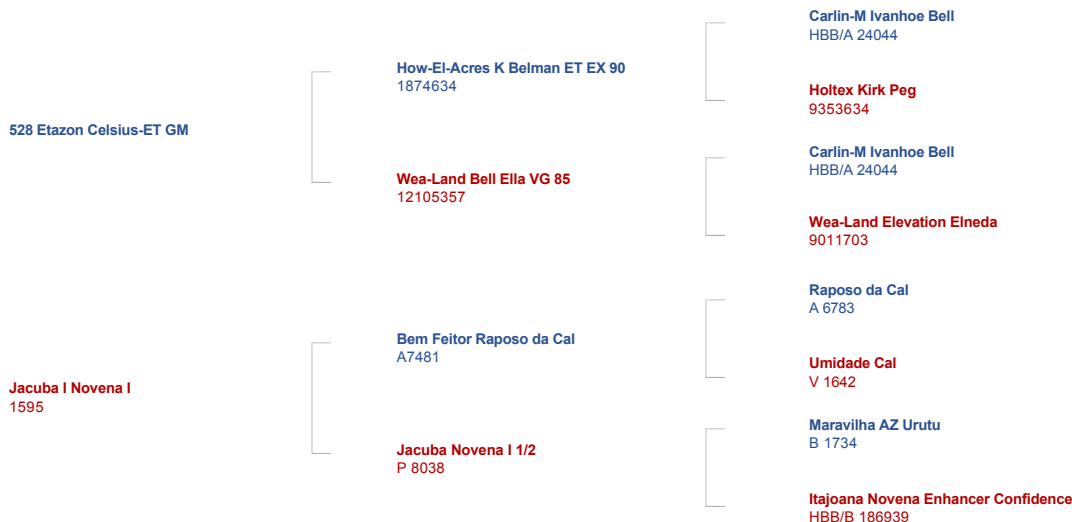 Carlin-M Ivanhoe Bell
HBB/A 24044
How-El-Acres K Belman ET EX 90
1874634
Holtex Kirk Peg
9353634
528 Etazon Celsius-ET GM
Carlin-M Ivanhoe Bell
HBB/A 24044
Wea-Land Bell Ella VG 85
12105357
Wea-Land Elevation Elneda
9011703
Raposo da Cal
A 6783
Bem Feitor Raposo da Cal
A7481
Umidade Cal
V 1642
Jacuba I Novena I
1595
Maravilha AZ Urutu
B 1734
Jacuba Novena I 1/2
P 8038
Itajoana Novena Enhancer Confidence
HBB/B 186939